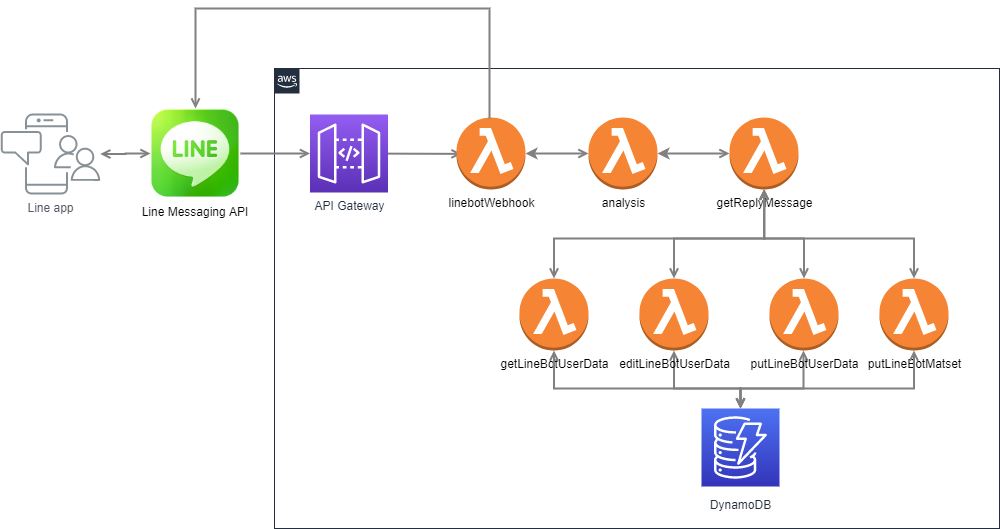 aws
LINE
</>
Line app
Line Messaging API
API Gateway
linebotWebhook
analysis
getReplyMessage
getLineBotUserData
editLineBotUserData
putLineBotUserData
putLineBotMatset
DynamoDB